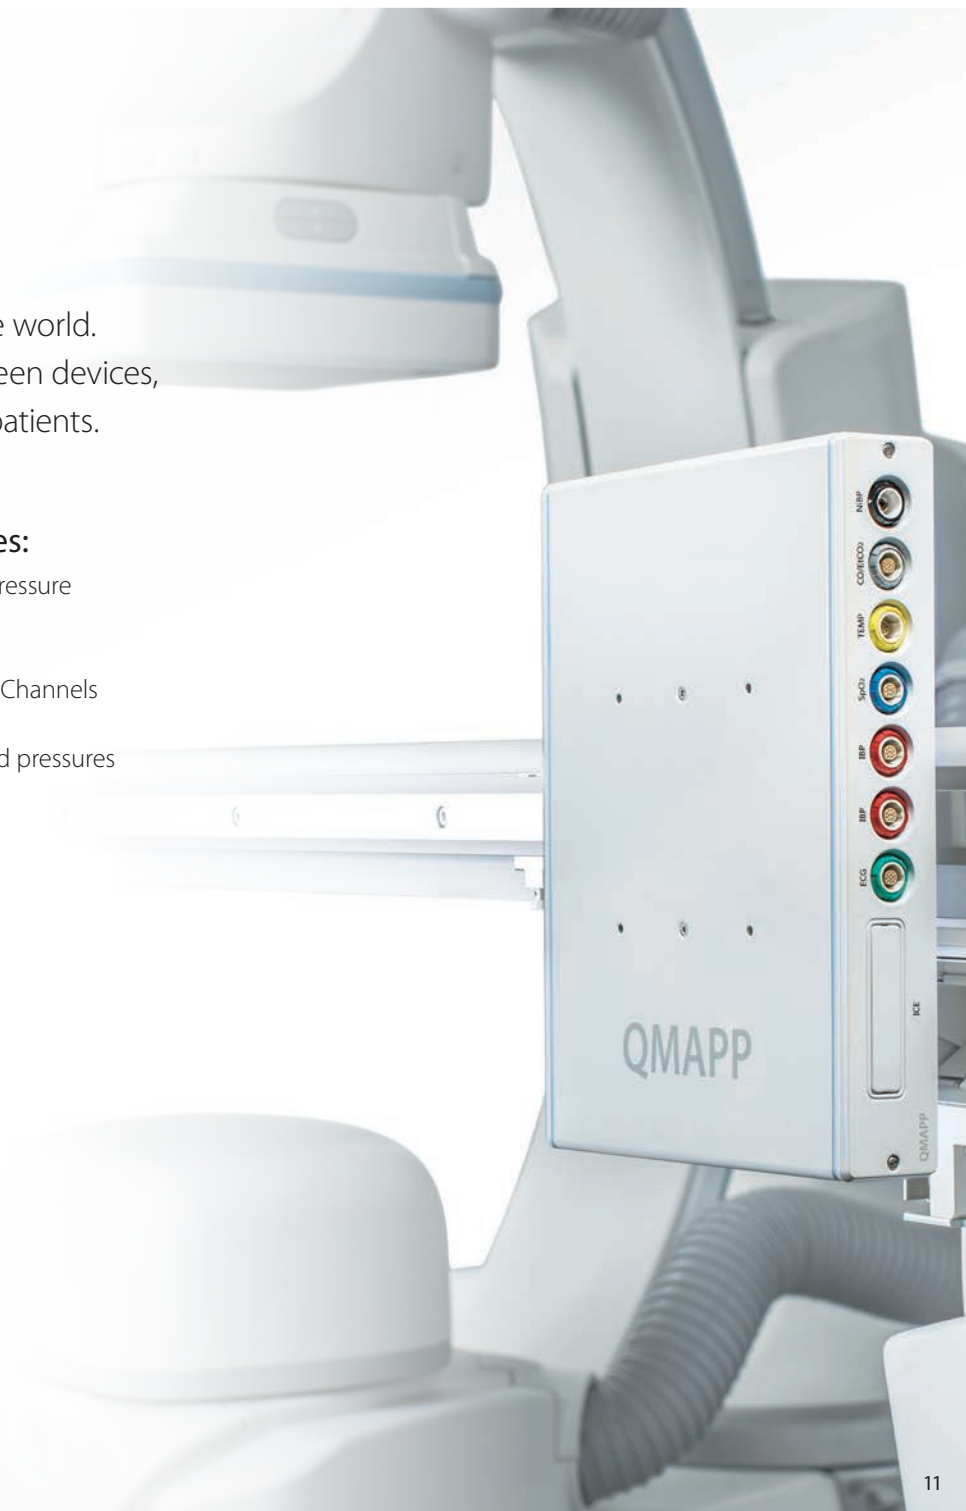 e world.
een devices,
patients.
es:
ressure
Channels
d pressures
NiBP
CO/EtCO₂
TEMP
SpO₂
IBP
IBP
ECG
ICE
QMAPP
QMAPP
11